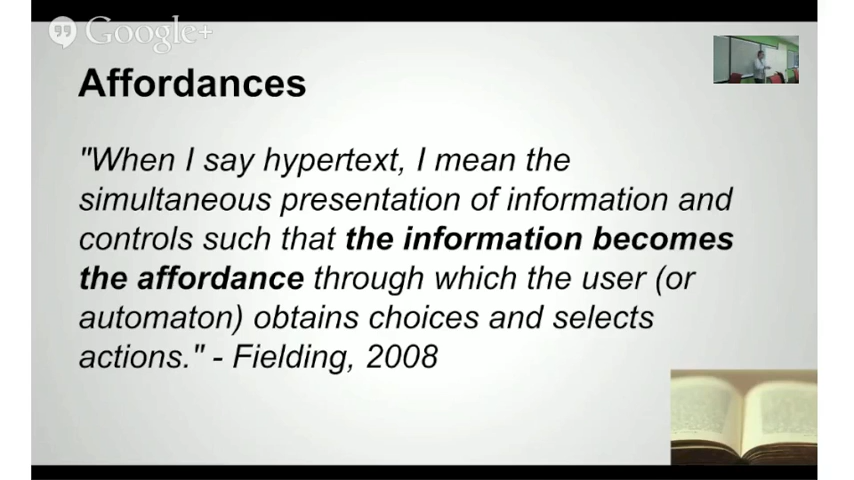 Google+
Affordances
"When I say hypertext, I mean the
simultaneous presentation of information and
controls such that the information becomes
the affordance through which the user (or
automaton) obtains choices and selects
actions." - Fielding, 2008